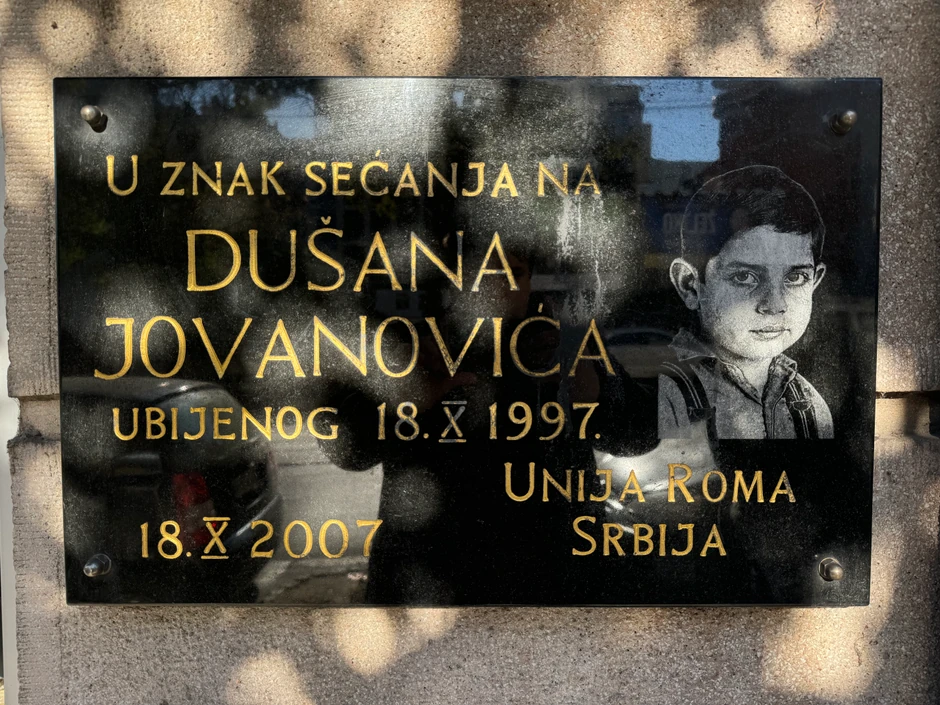 U ZNAK SEĆANJA NA
DUŠANA
JOVANOVIĆA
UBIJENOG 18.X 1997.
UNIJA ROMA
SRBIJA
18.X 2007